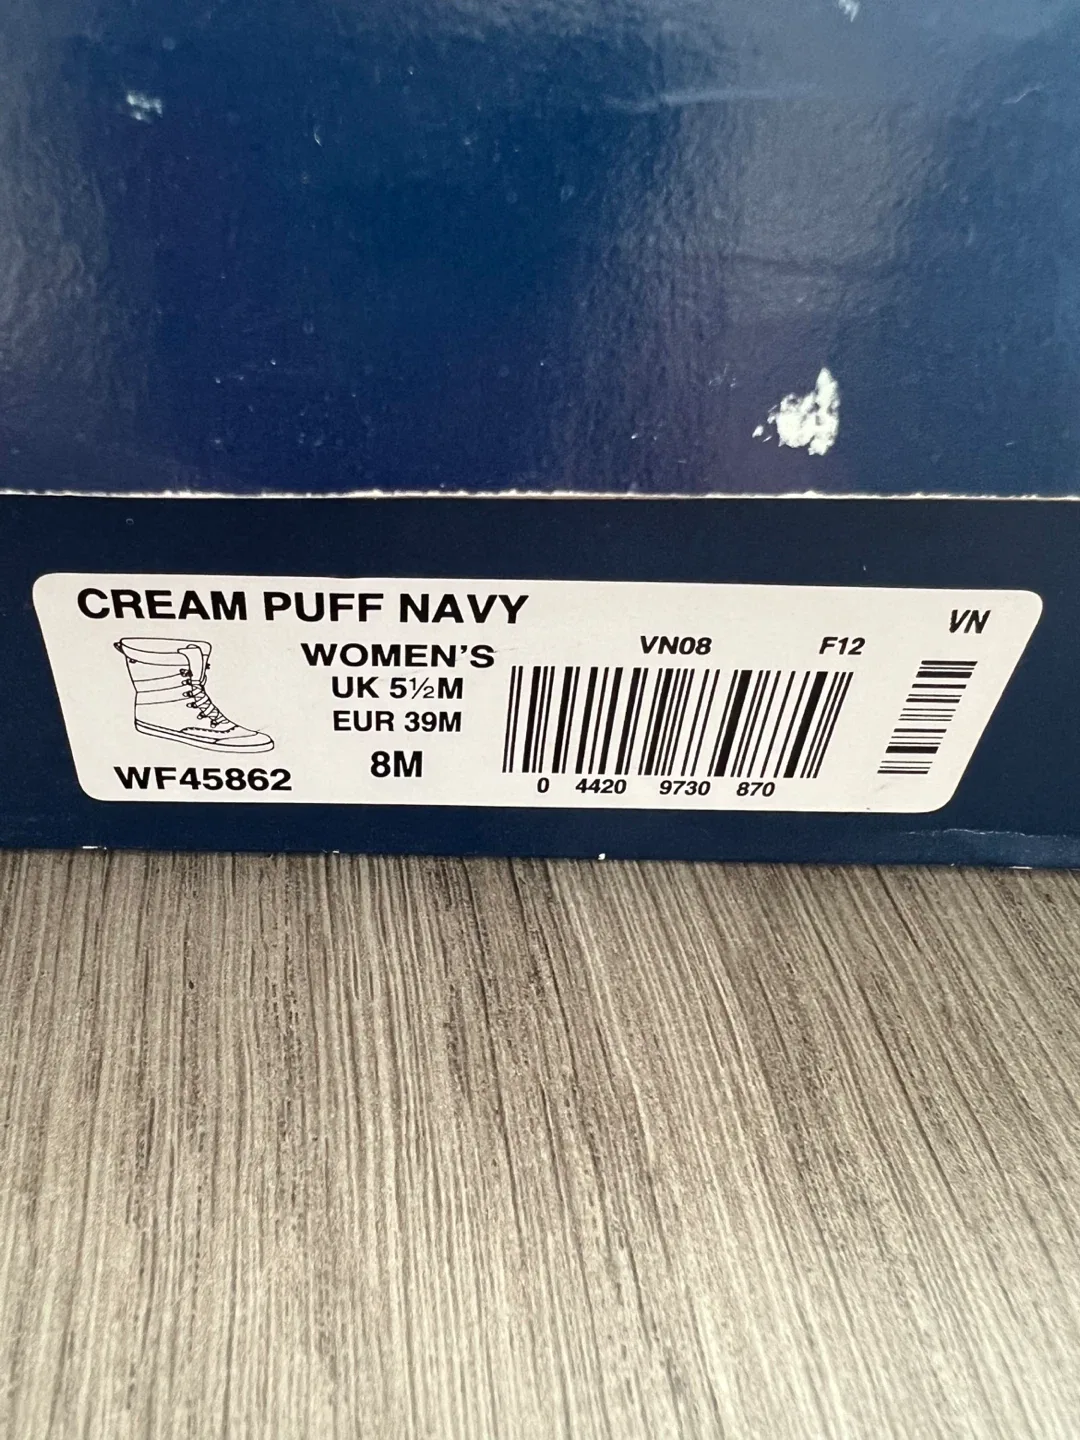 CREAM PUFF NAVY
VN
WOMEN'S
VN08 F12
UK 5½M
EUR 39M
8M
WF45862
0 4420 9730 870